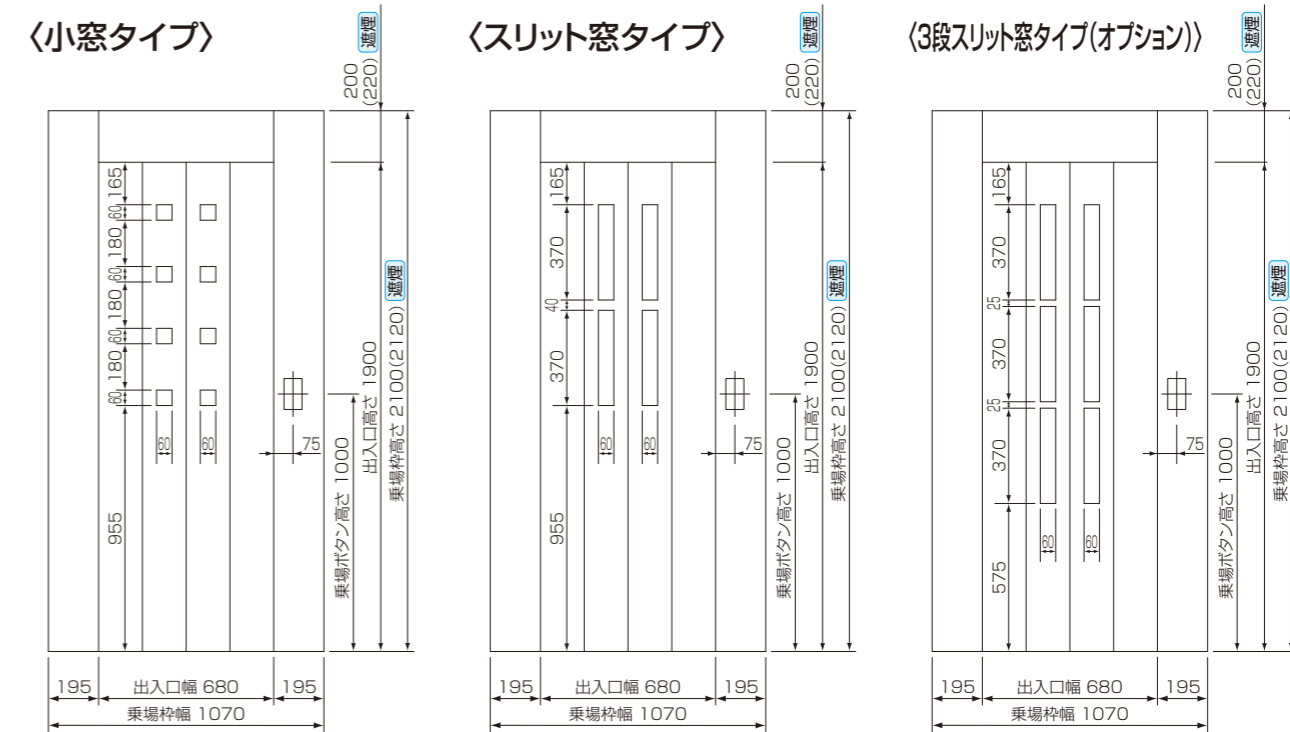 〈小窓タイプ〉
遮煙
200
(220)
165
60
180
60
180
60
180
60
955
60
60
75
乗場ボタン高さ 1000
出入口高さ 1900
乗場枠高さ 2100(2120) 遮煙
195
出入口幅 680
195
乗場枠幅 1070
〈スリット窓タイプ〉
遮煙
200
(220)
165
370
40
370
955
60
60
75
乗場ボタン高さ 1000
出入口高さ 1900
乗場枠高さ 2100(2120) 遮煙
195
出入口幅 680
195
乗場枠幅 1070
〈3段スリット窓タイプ(オプション)〉
遮煙
200
(220)
165
370
25
370
25
370
575
60
60
75
乗場ボタン高さ 1000
出入口高さ 1900
乗場枠高さ 2100(2120) 遮煙
195
出入口幅 680
195
乗場枠幅 1070